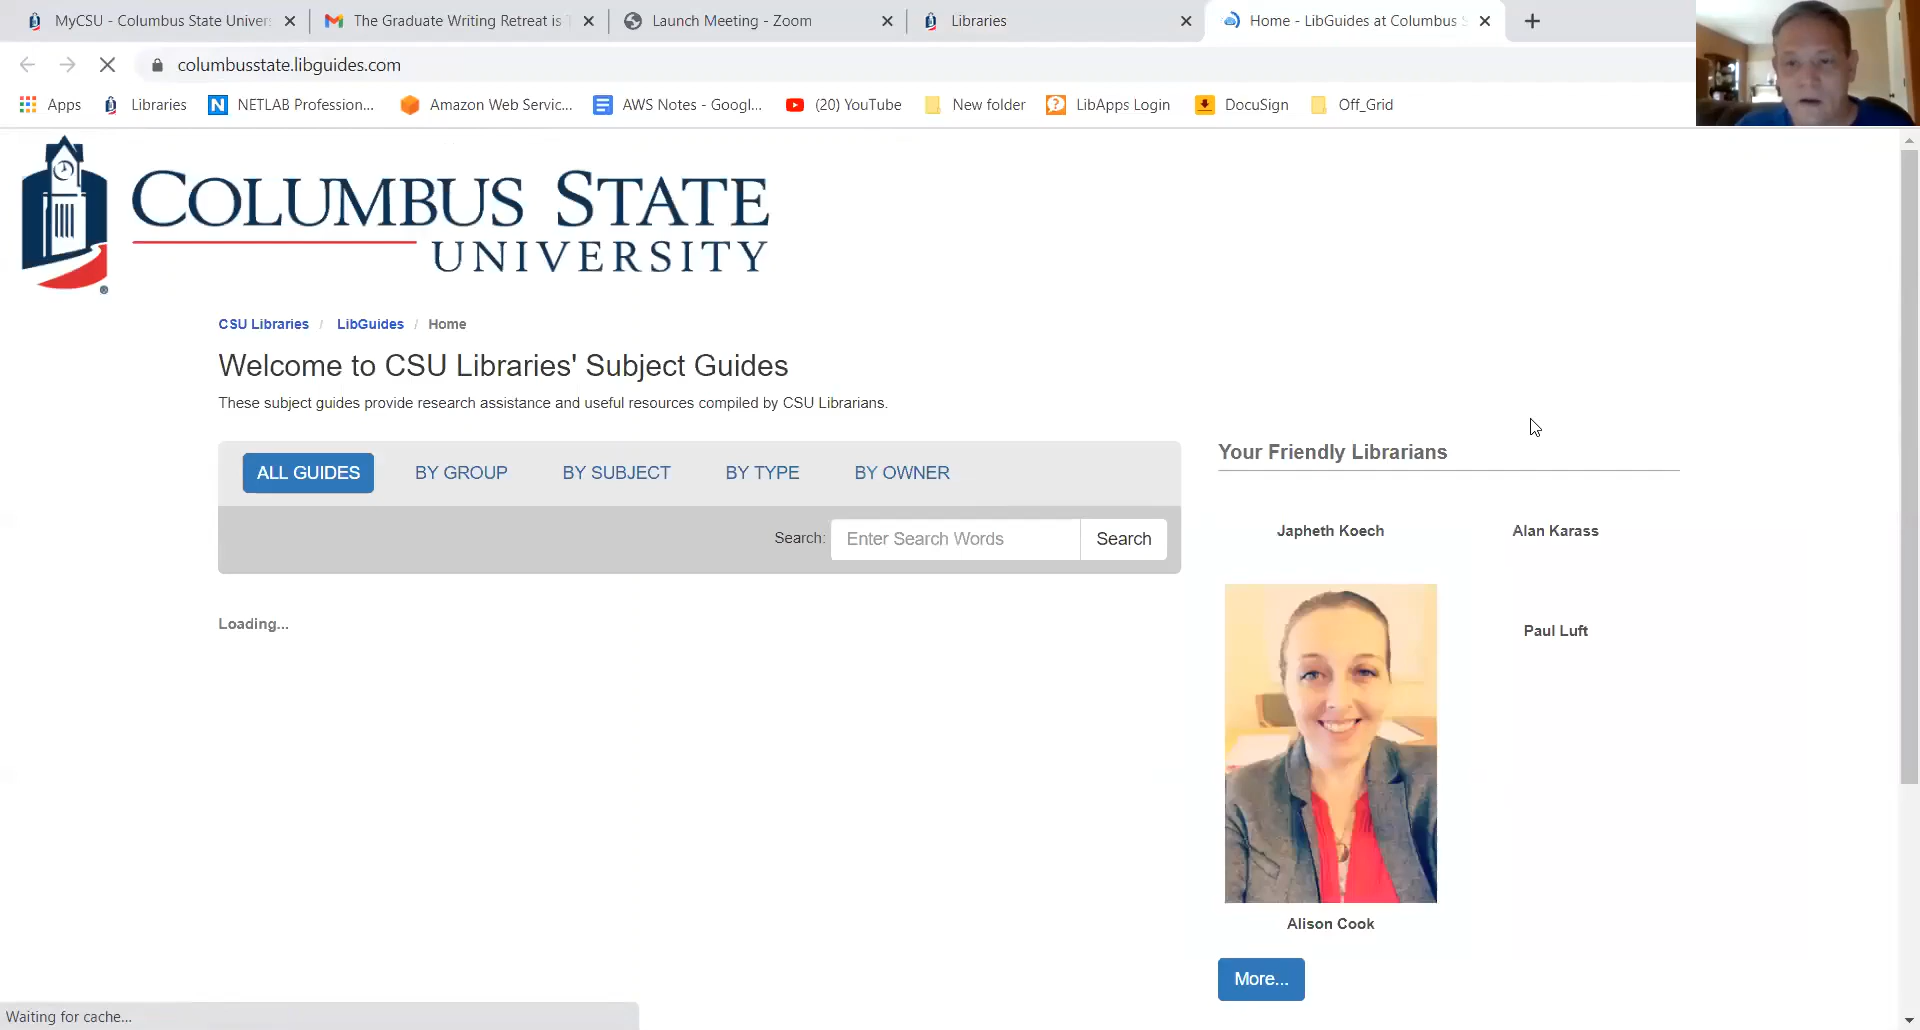 MyCSU - Columbus State Univer
The Graduate Writing Retreat is
Launch Meeting - Zoom
Libraries
Home - LibGuides at Columbus
columbusstate.libguides.com
Apps
Libraries
NETLAB Profession...
Amazon Web Servic...
AWS Notes - Googl...
(20) YouTube
New folder
LibApps Login
DocuSign
Off_Grid
COLUMBUS STATE
UNIVERSITY
®
CSU Libraries / LibGuides / Home
Welcome to CSU Libraries' Subject Guides
These subject guides provide research assistance and useful resources compiled by CSU Librarians.
ALL GUIDES BY GROUP BY SUBJECT BY TYPE BY OWNER
Search: Enter Search Words Search
Loading...
Your Friendly Librarians
Japheth Koech
Alan Karass
Paul Luft
Alison Cook
More...
Waiting for cache...